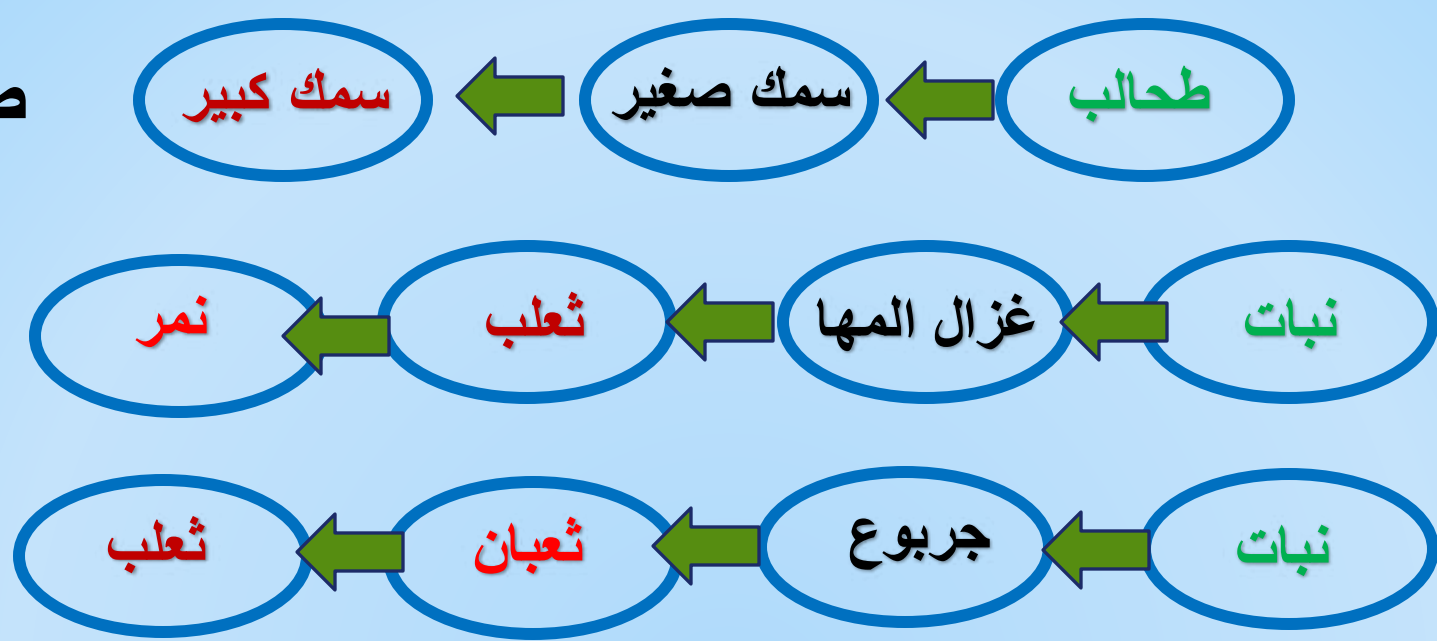 طحالب سمك صغير سمك كبير
نبات غزال المها ثعلب نمر
نبات جربوع ثعبان ثعلب